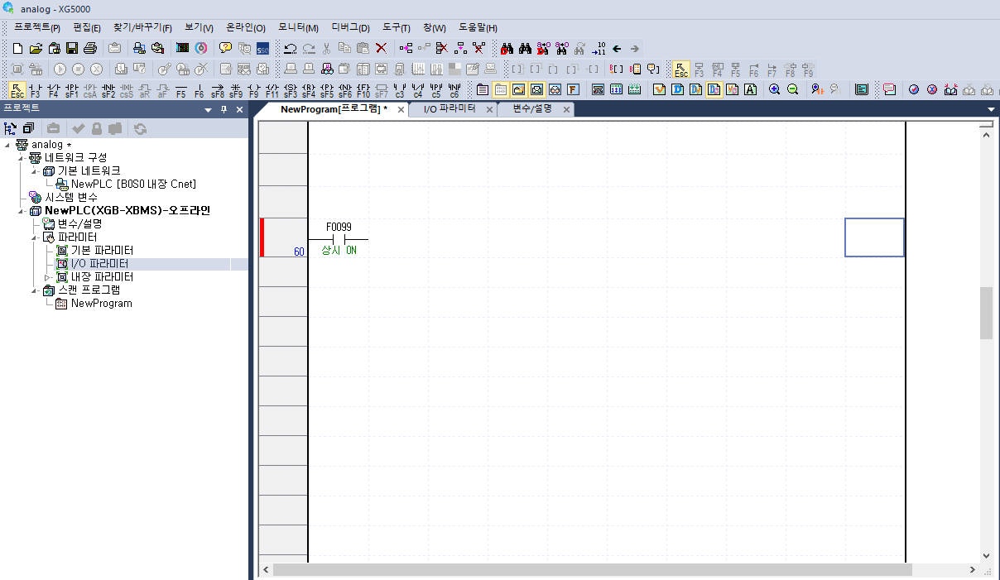 analog - XG5000
프로젝트(P) 편집(E) 찾기/바꾸기(F) 보기(V) 온라인(O) 모니터(M) 디버그(D) 도구(T) 창(W) 도움말(H)
Esc F3 F4 F5 F6 F7 F8 F9
Esc F3 F4 sF1 csA sF2 csS aR aF F5 F6 sF8 sF9 F9 F11 sF3 sF4 sF5 sF6 F10 sF7 c3 c4 c5 c6
프로젝트
NewProgram[프로그램] * I/O 파라미터 변수/설명
analog *
네트워크 구성
기본 네트워크
NewPLC [B0S0 내장 Cnet]
시스템 변수
NewPLC(XGB-XBMS)-오프라인
변수/설명
파라미터
기본 파라미터
I/O 파라미터
내장 파라미터
스캔 프로그램
NewProgram
F0099
60
상시 ON